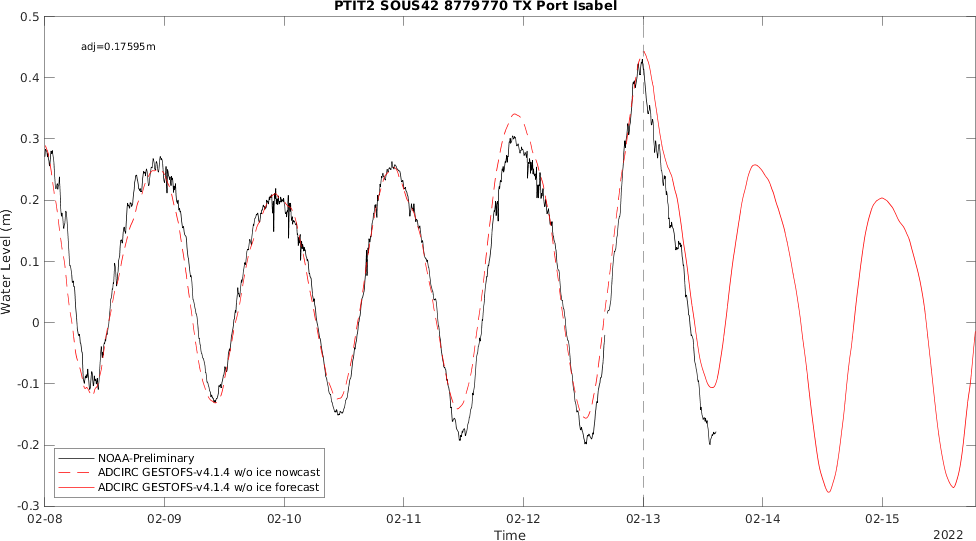 PTIT2 SOUS42 8779770 TX Port Isabel
0.5
adj=0.17595m
0.4
0.3
0.2
0.1
0
-0.1
-0.2
-0.3
Water Level (m)
NOAA-Preliminary
ADCIRC GESTOFS-v4.1.4 w/o ice nowcast
ADCIRC GESTOFS-v4.1.4 w/o ice forecast
02-08 02-09 02-10 02-11 02-12 02-13 02-14 02-15
Time
2022